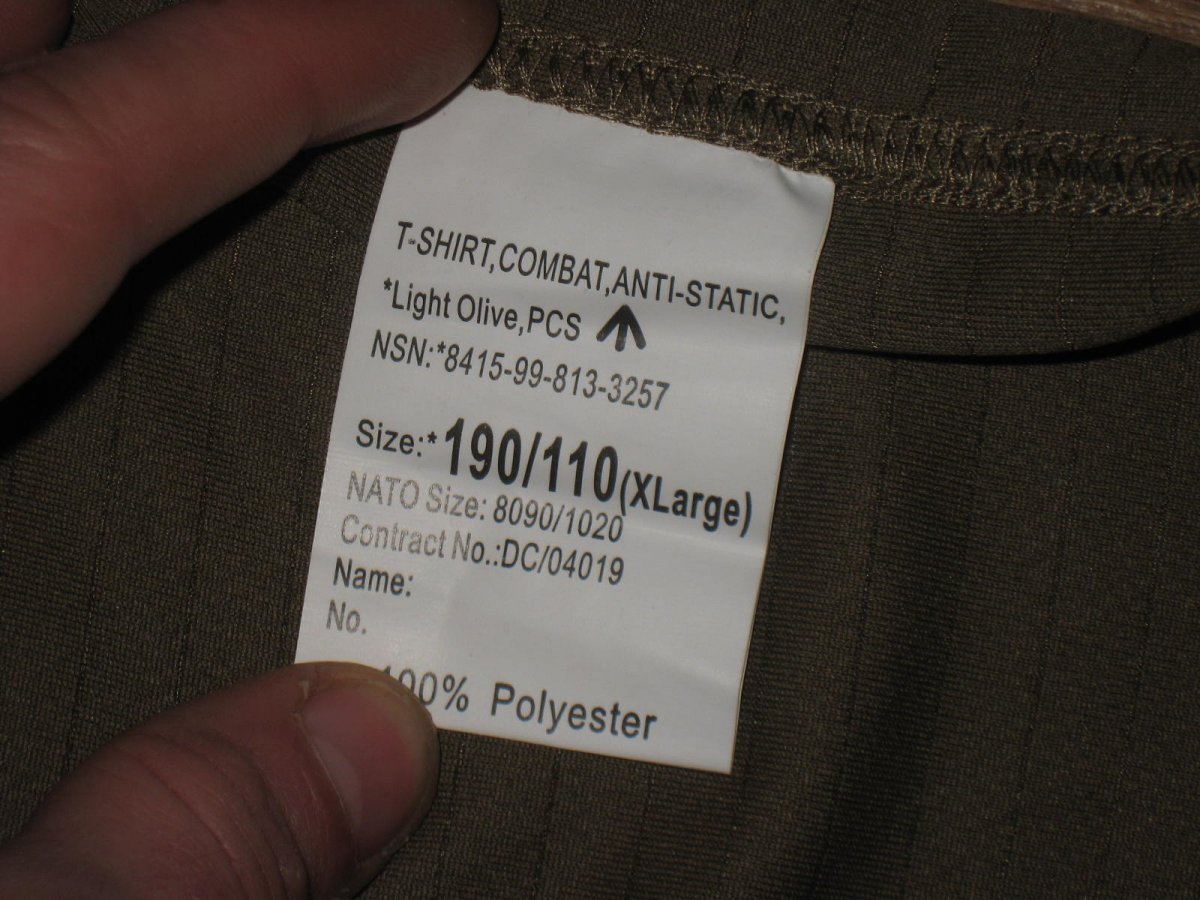 T-SHIRT,COMBAT,ANTI-STATIC,
*Light Olive,PCS
NSN:*8415-99-813-3257
Size:*190/110(XLarge)
NATO Size: 8090/1020
Contract No.:DC/04019
Name:
No.
100% Polyester